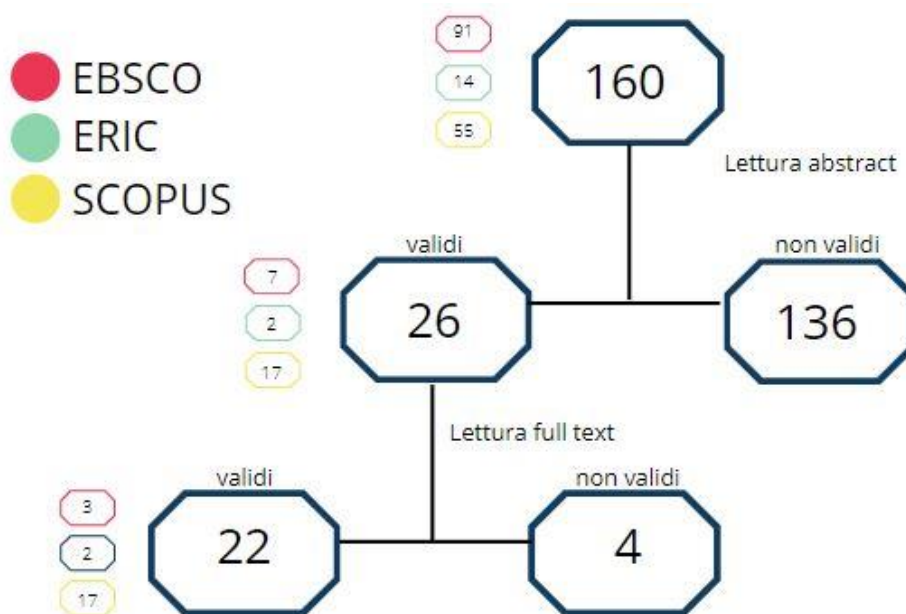 91
14
55
160
EBSCO
ERIC
SCOPUS
Lettura abstract
validi
non validi
7
2
17
26
136
Lettura full text
validi
non validi
3
2
17
22
4